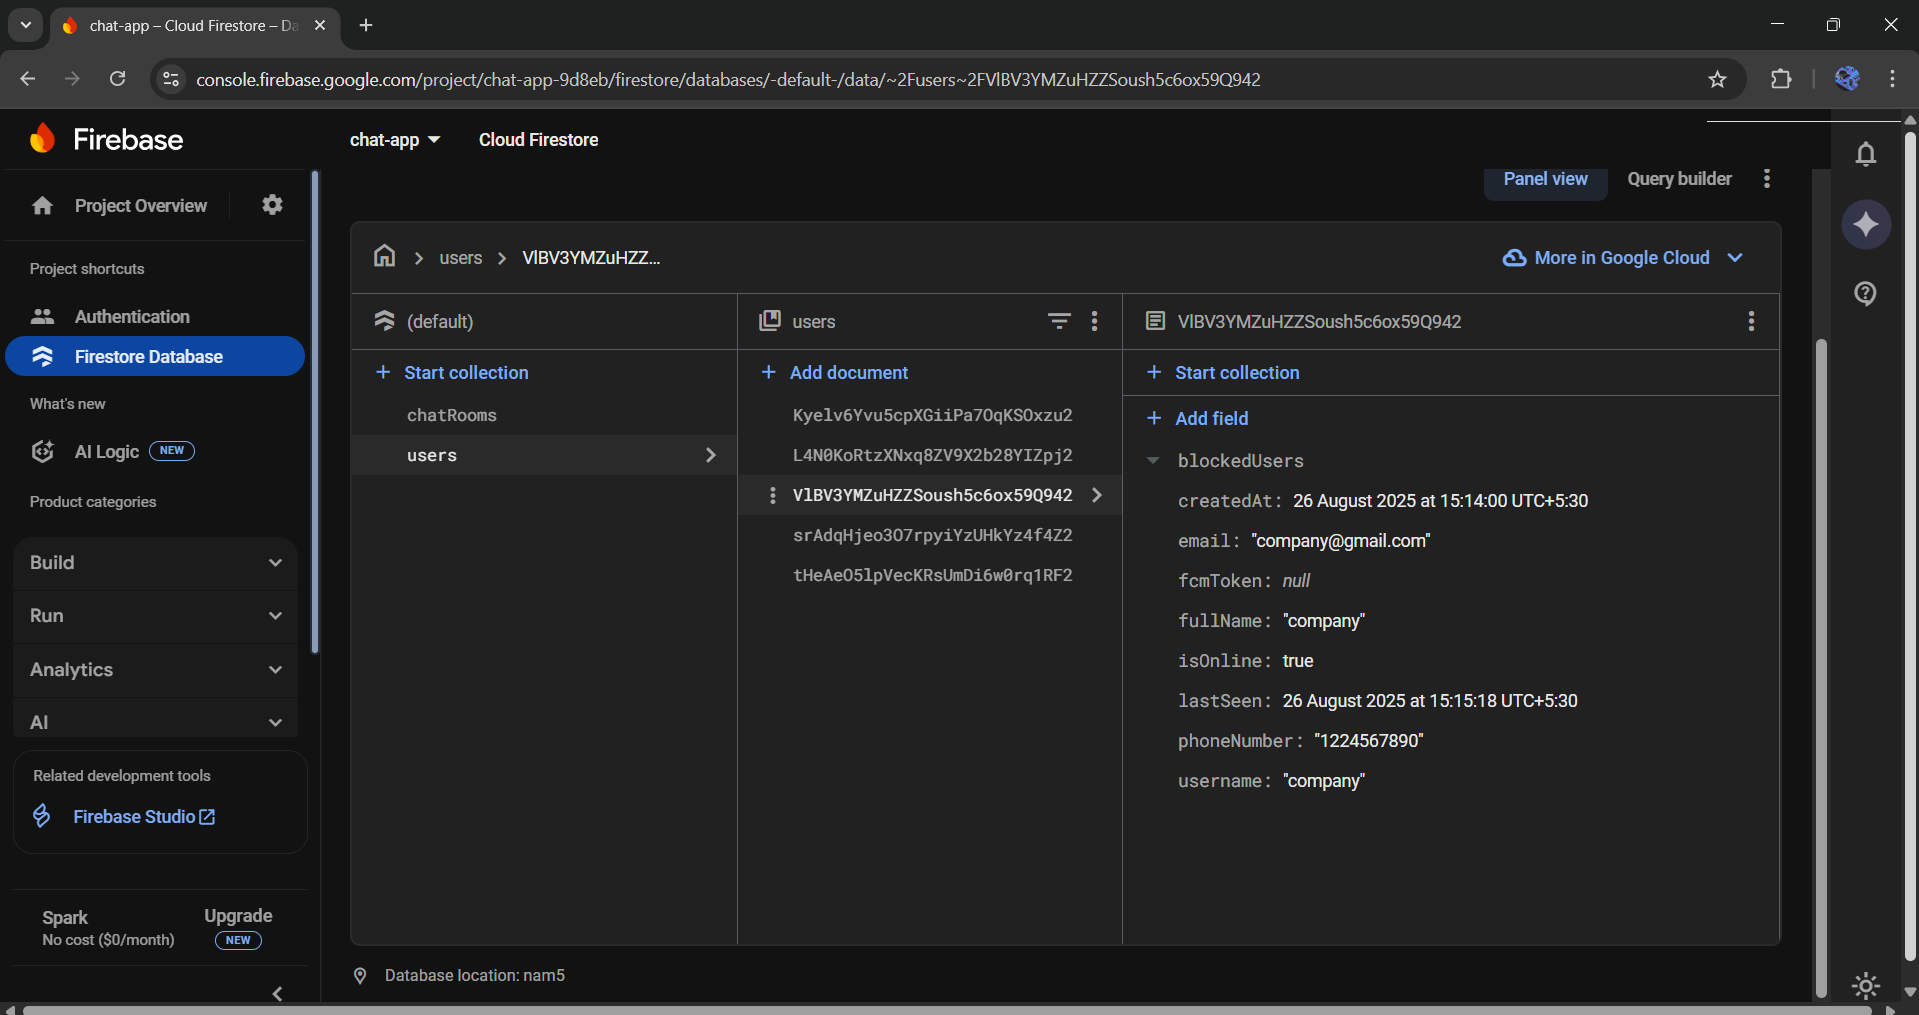 chat-app – Cloud Firestore – Da
console.firebase.google.com/project/chat-app-9d8eb/firestore/databases/-default-/data/~2Fusers~2FVlBV3YMZuHZZSoush5c6ox59Q942
Firebase
chat-app
Cloud Firestore
Project Overview
Project shortcuts
Authentication
Firestore Database
What's new
AI Logic NEW
Product categories
Build
Run
Analytics
AI
Related development tools
Firebase Studio
Spark
No cost ($0/month)
Upgrade
NEW
Panel view
Query builder
users
VlBV3YMZuHZZ...
More in Google Cloud
(default)
Start collection
chatRooms
users
users
Add document
Kyelv6Yvu5cpXGiiPa7OqKSOxzu2
L4N0KoRtzXNxq8ZV9X2b28YIZpj2
VlBV3YMZuHZZSoush5c6ox59Q942
srAdqHjeo3O7rpyiYzUHkYz4f4Z2
tHeAeO5lpVecKRsUmDi6w0rq1RF2
VlBV3YMZuHZZSoush5c6ox59Q942
Start collection
Add field
blockedUsers
createdAt: 26 August 2025 at 15:14:00 UTC+5:30
email: "company@gmail.com"
fcmToken: null
fullName: "company"
isOnline: true
lastSeen: 26 August 2025 at 15:15:18 UTC+5:30
phoneNumber: "1224567890"
username: "company"
Database location: nam5